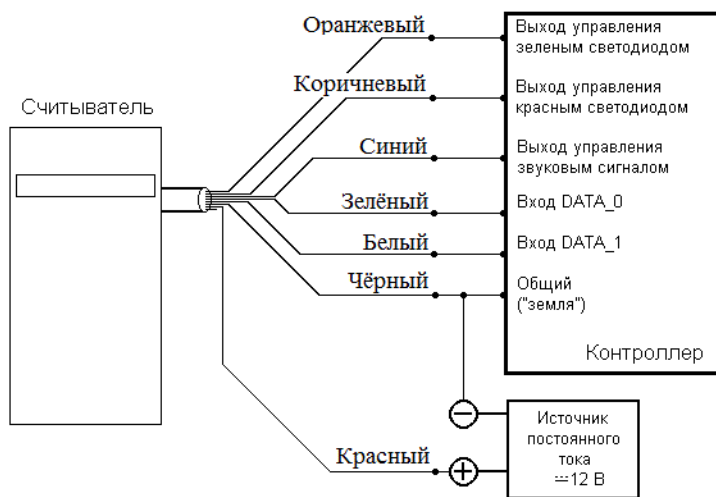 Считыватель
Оранжевый
Выход управления
зеленым светодиодом
Коричневый
Выход управления
красным светодиодом
Синий
Выход управления
звуковым сигналом
Зелёный
Вход DATA_0
Белый
Вход DATA_1
Чёрный
Общий
("земля")
Контроллер
−
Источник
постоянного
тока
⎓12 В
Красный
+